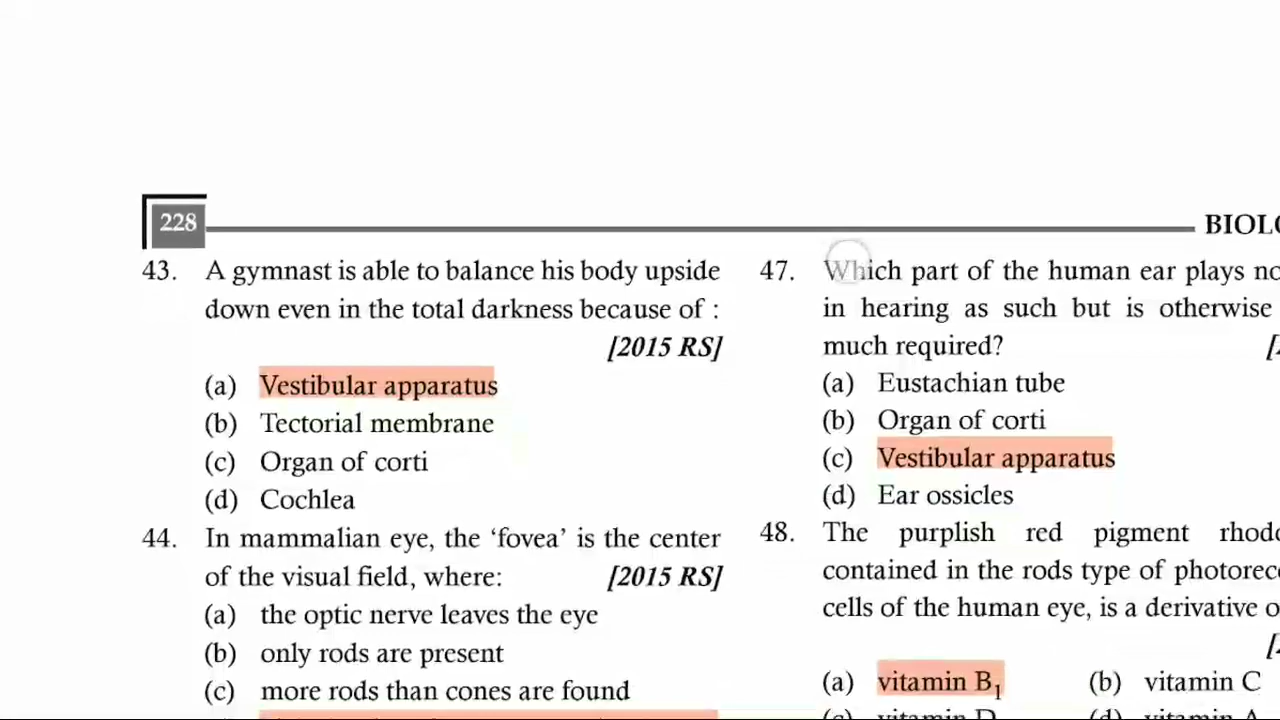 228
BIOLO
43. A gymnast is able to balance his body upside
down even in the total darkness because of :
[2015 RS]
(a) Vestibular apparatus
(b) Tectorial membrane
(c) Organ of corti
(d) Cochlea
44. In mammalian eye, the ‘fovea’ is the center
of the visual field, where:
[2015 RS]
(a) the optic nerve leaves the eye
(b) only rods are present
(c) more rods than cones are found
47. Which part of the human ear plays no
in hearing as such but is otherwise
much required?
(a) Eustachian tube
(b) Organ of corti
(c) Vestibular apparatus
(d) Ear ossicles
48. The purplish red pigment rhodo
contained in the rods type of photorece
cells of the human eye, is a derivative o
(a) vitamin B1
(b) vitamin C
(c) vitamin D
(d) vitamin A